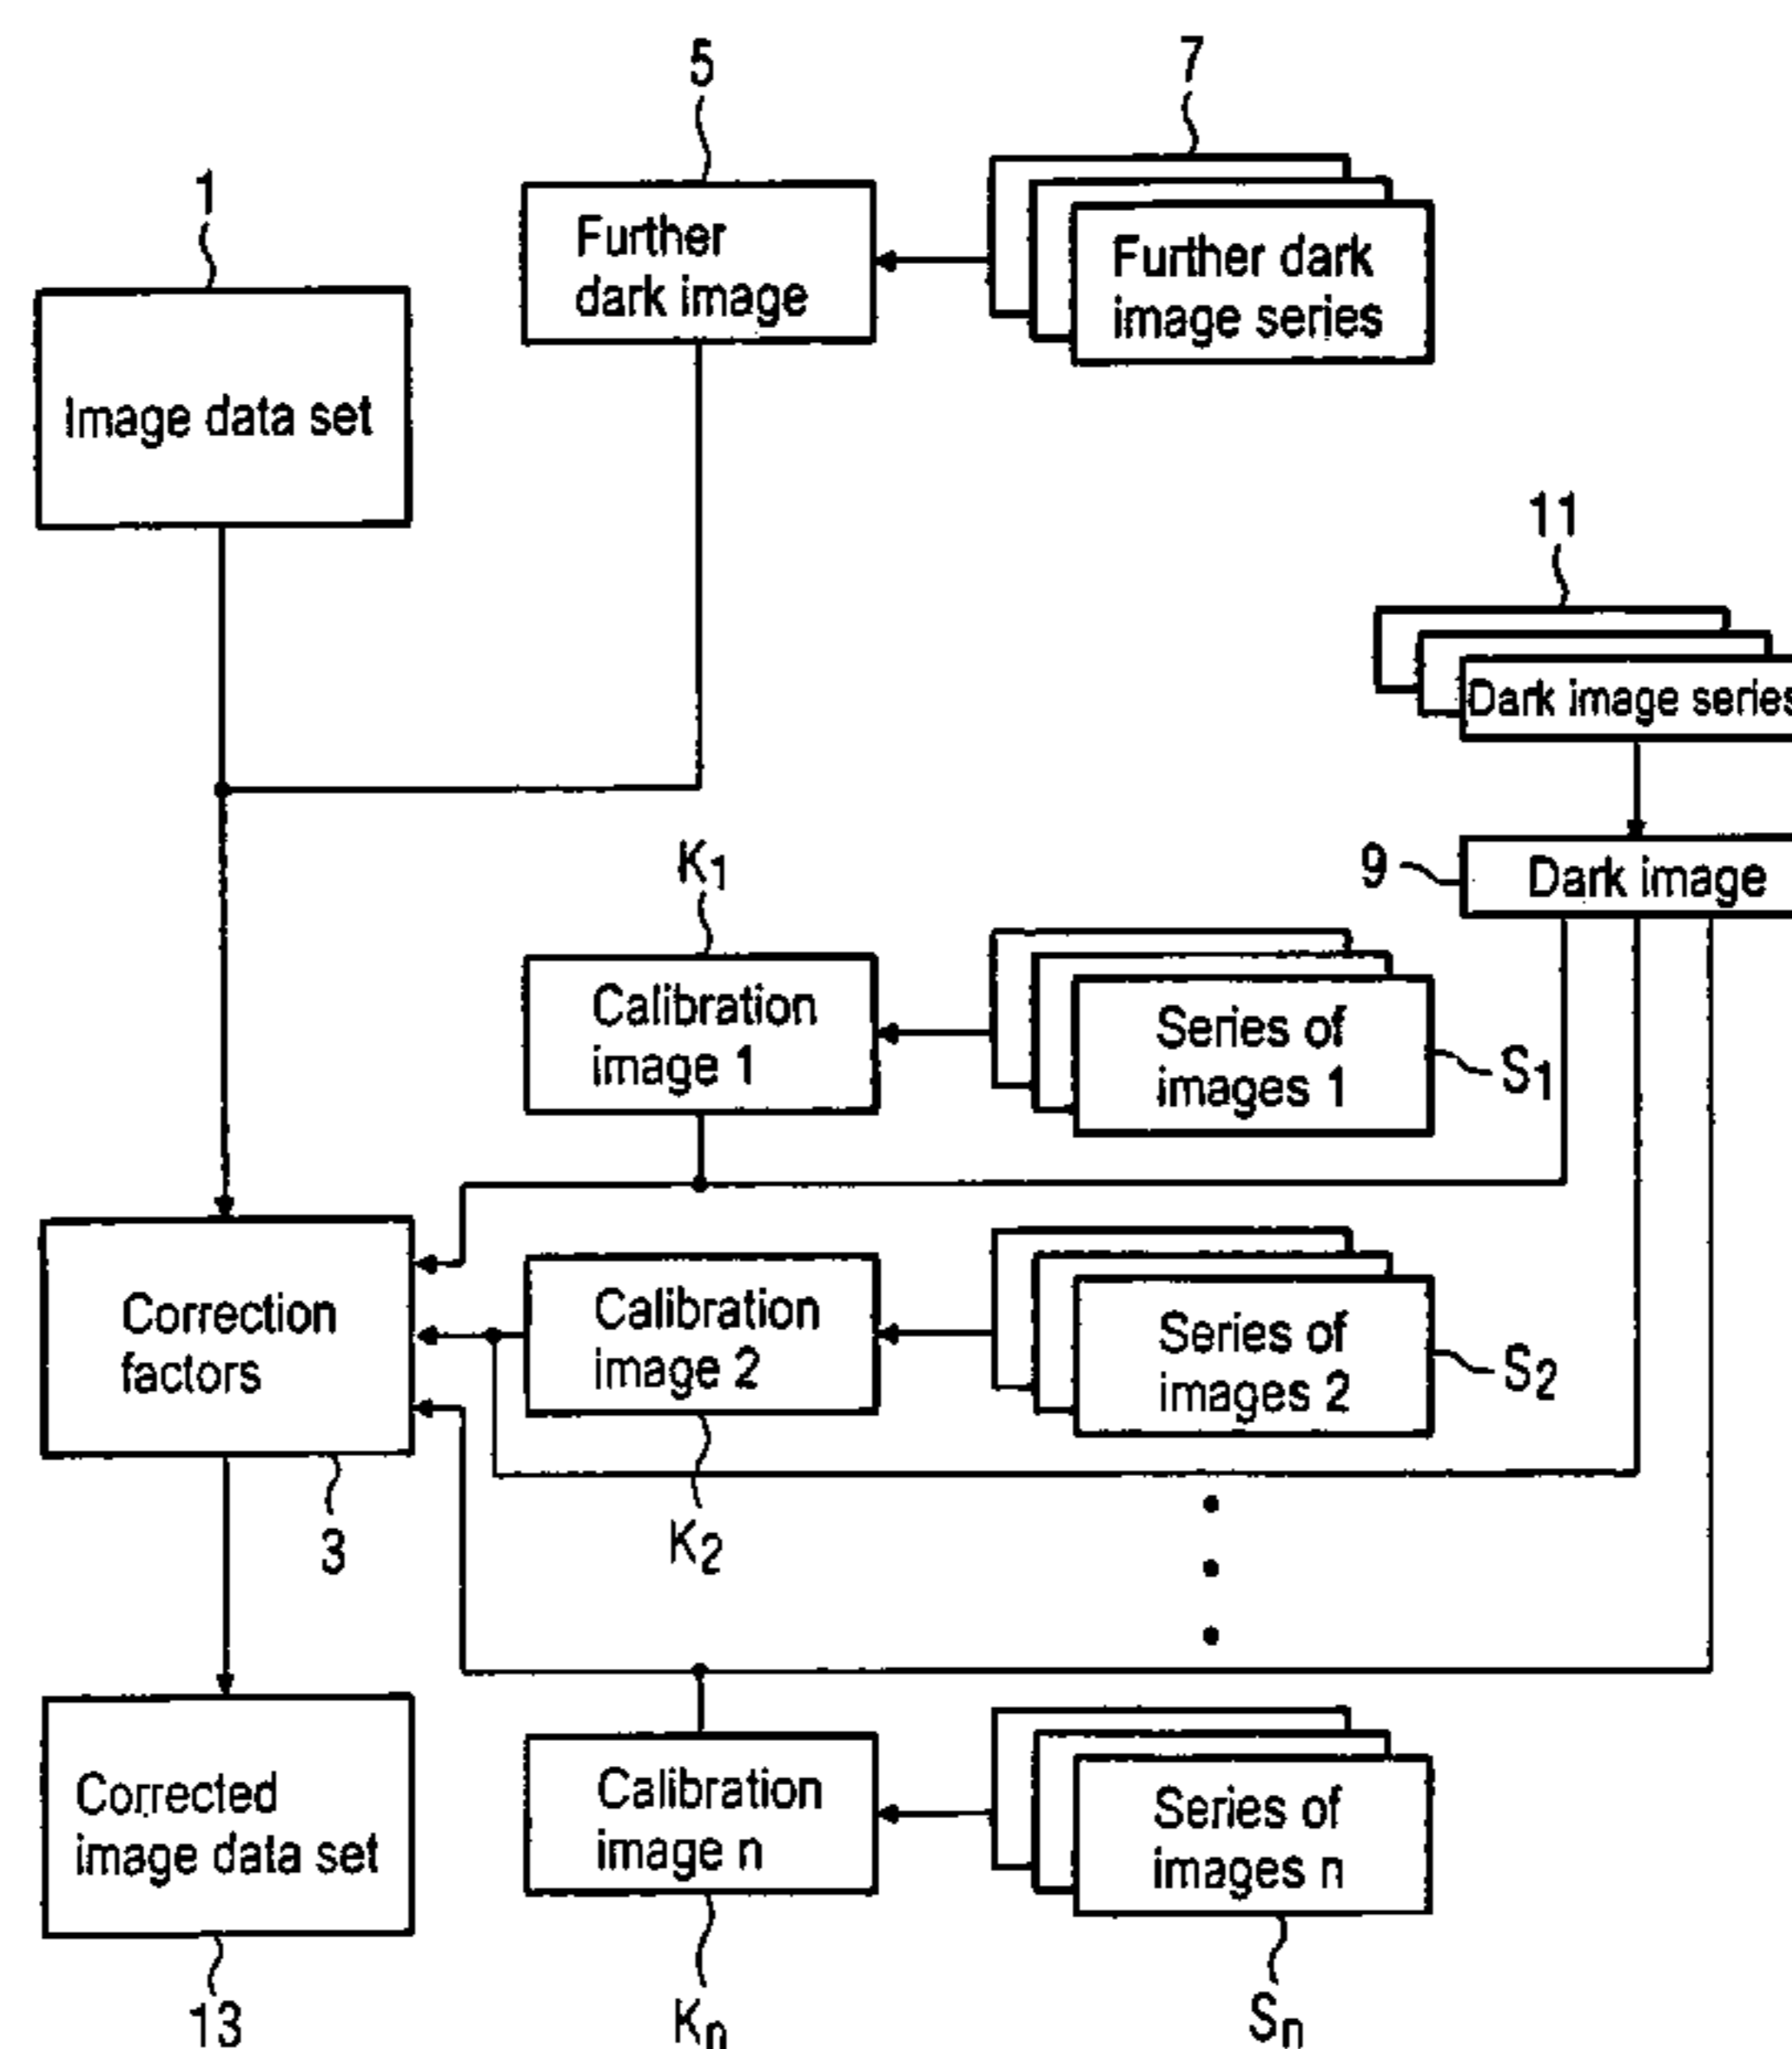 5
7
1
Further
dark image
Further dark
image series
Image data set
11
Dark image series
K1
9
Dark image
Calibration
image 1
Series of
images 1
S1
Correction
factors
Calibration
image 2
Series of
images 2
S2
3
K2
Corrected
image data set
Calibration
image n
Series of
images n
13
Kn
Sn